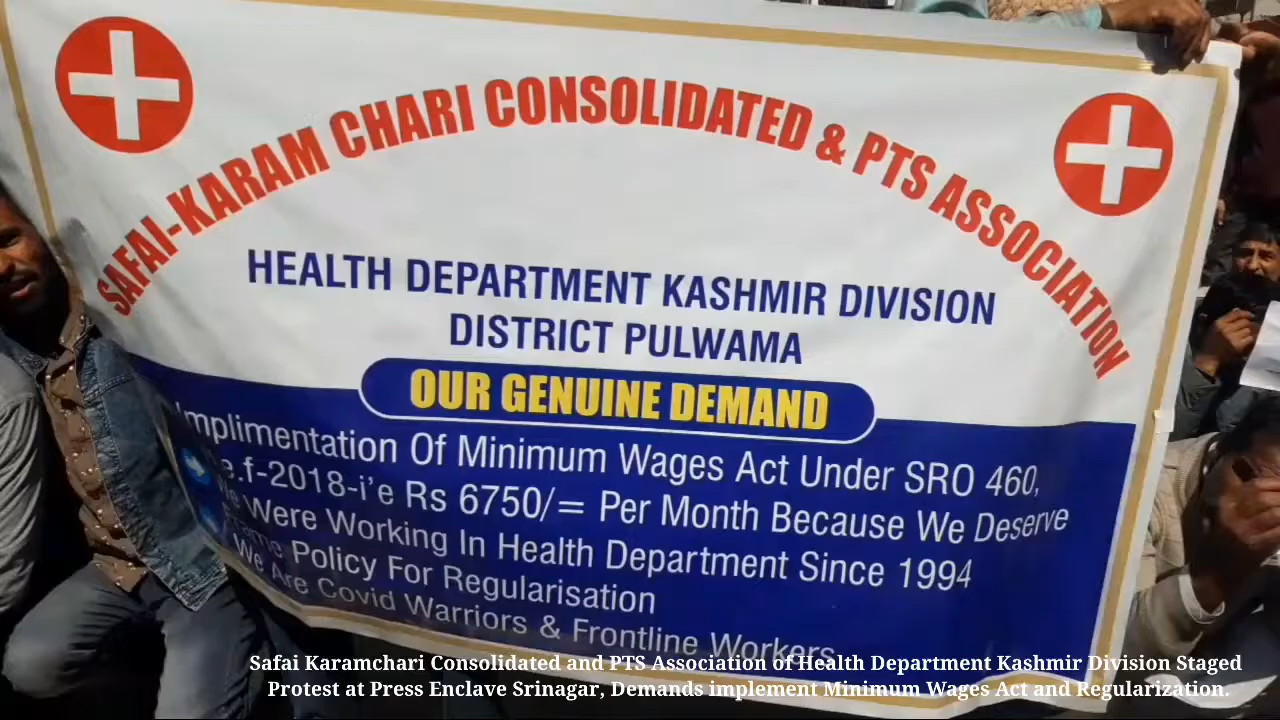 SAFAI-KARAM CHARI CONSOLIDATED & PTS ASSOCIATION
HEALTH DEPARTMENT KASHMIR DIVISION
DISTRICT PULWAMA
OUR GENUINE DEMAND
Implimentation Of Minimum Wages Act Under SRO 460,
e.f-2018-i'e Rs 6750/= Per Month Because We Deserve
We Were Working In Health Department Since 1994
Policy For Regularisation
We Are Covid Warriors & Frontline Workers
Safai Karamchari Consolidated and PTS Association of Health Department Kashmir Division Staged
Protest at Press Enclave Srinagar, Demands implement Minimum Wages Act and Regularization.